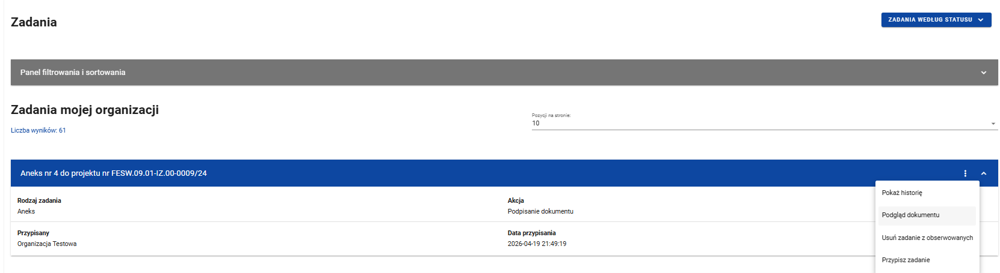 Zadania
ZADANIA WEDŁUG STATUSU
Panel filtrowania i sortowania
Zadania mojej organizacji
Liczba wyników: 61
Pozycji na stronie:
10
Aneks nr 4 do projektu nr FESW.09.01-IZ.00-0009/24
Pokaż historię
Podgląd dokumentu
Usuń zadanie z obserwowanych
Przypisz zadanie
Rodzaj zadania
Aneks
Akcja
Podpisanie dokumentu
Przypisany
Organizacja Testowa
Data przypisania
2026-04-19 21:49:19